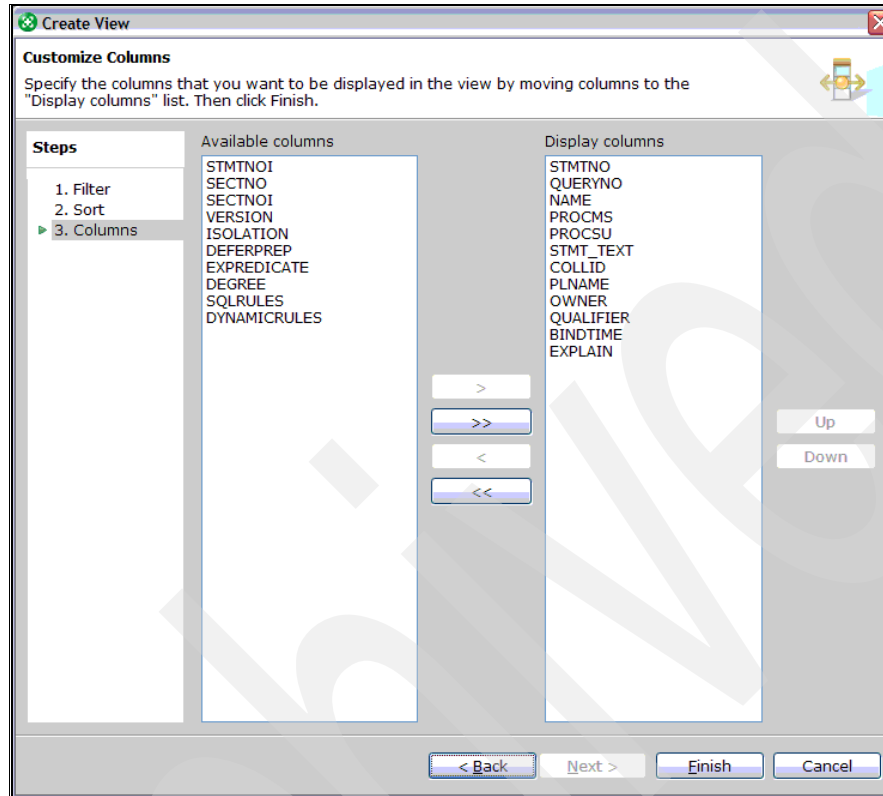 Create View
Customize Columns
Specify the columns that you want to be displayed in the view by moving columns to the
"Display columns" list. Then click Finish.
Steps
1. Filter
2. Sort
3. Columns
Available columns
STMTNOI
SECTNO
SECTNOI
VERSION
ISOLATION
DEFERPREP
EXPREDICATE
DEGREE
SQLRULES
DYNAMICRULES
>
>>
<
<<
Display columns
STMTNO
QUERYNO
NAME
PROCMS
PROCSU
STMT_TEXT
COLLID
PLNAME
OWNER
QUALIFIER
BINDTIME
EXPLAIN
Up
Down
< Back
Next >
Finish
Cancel